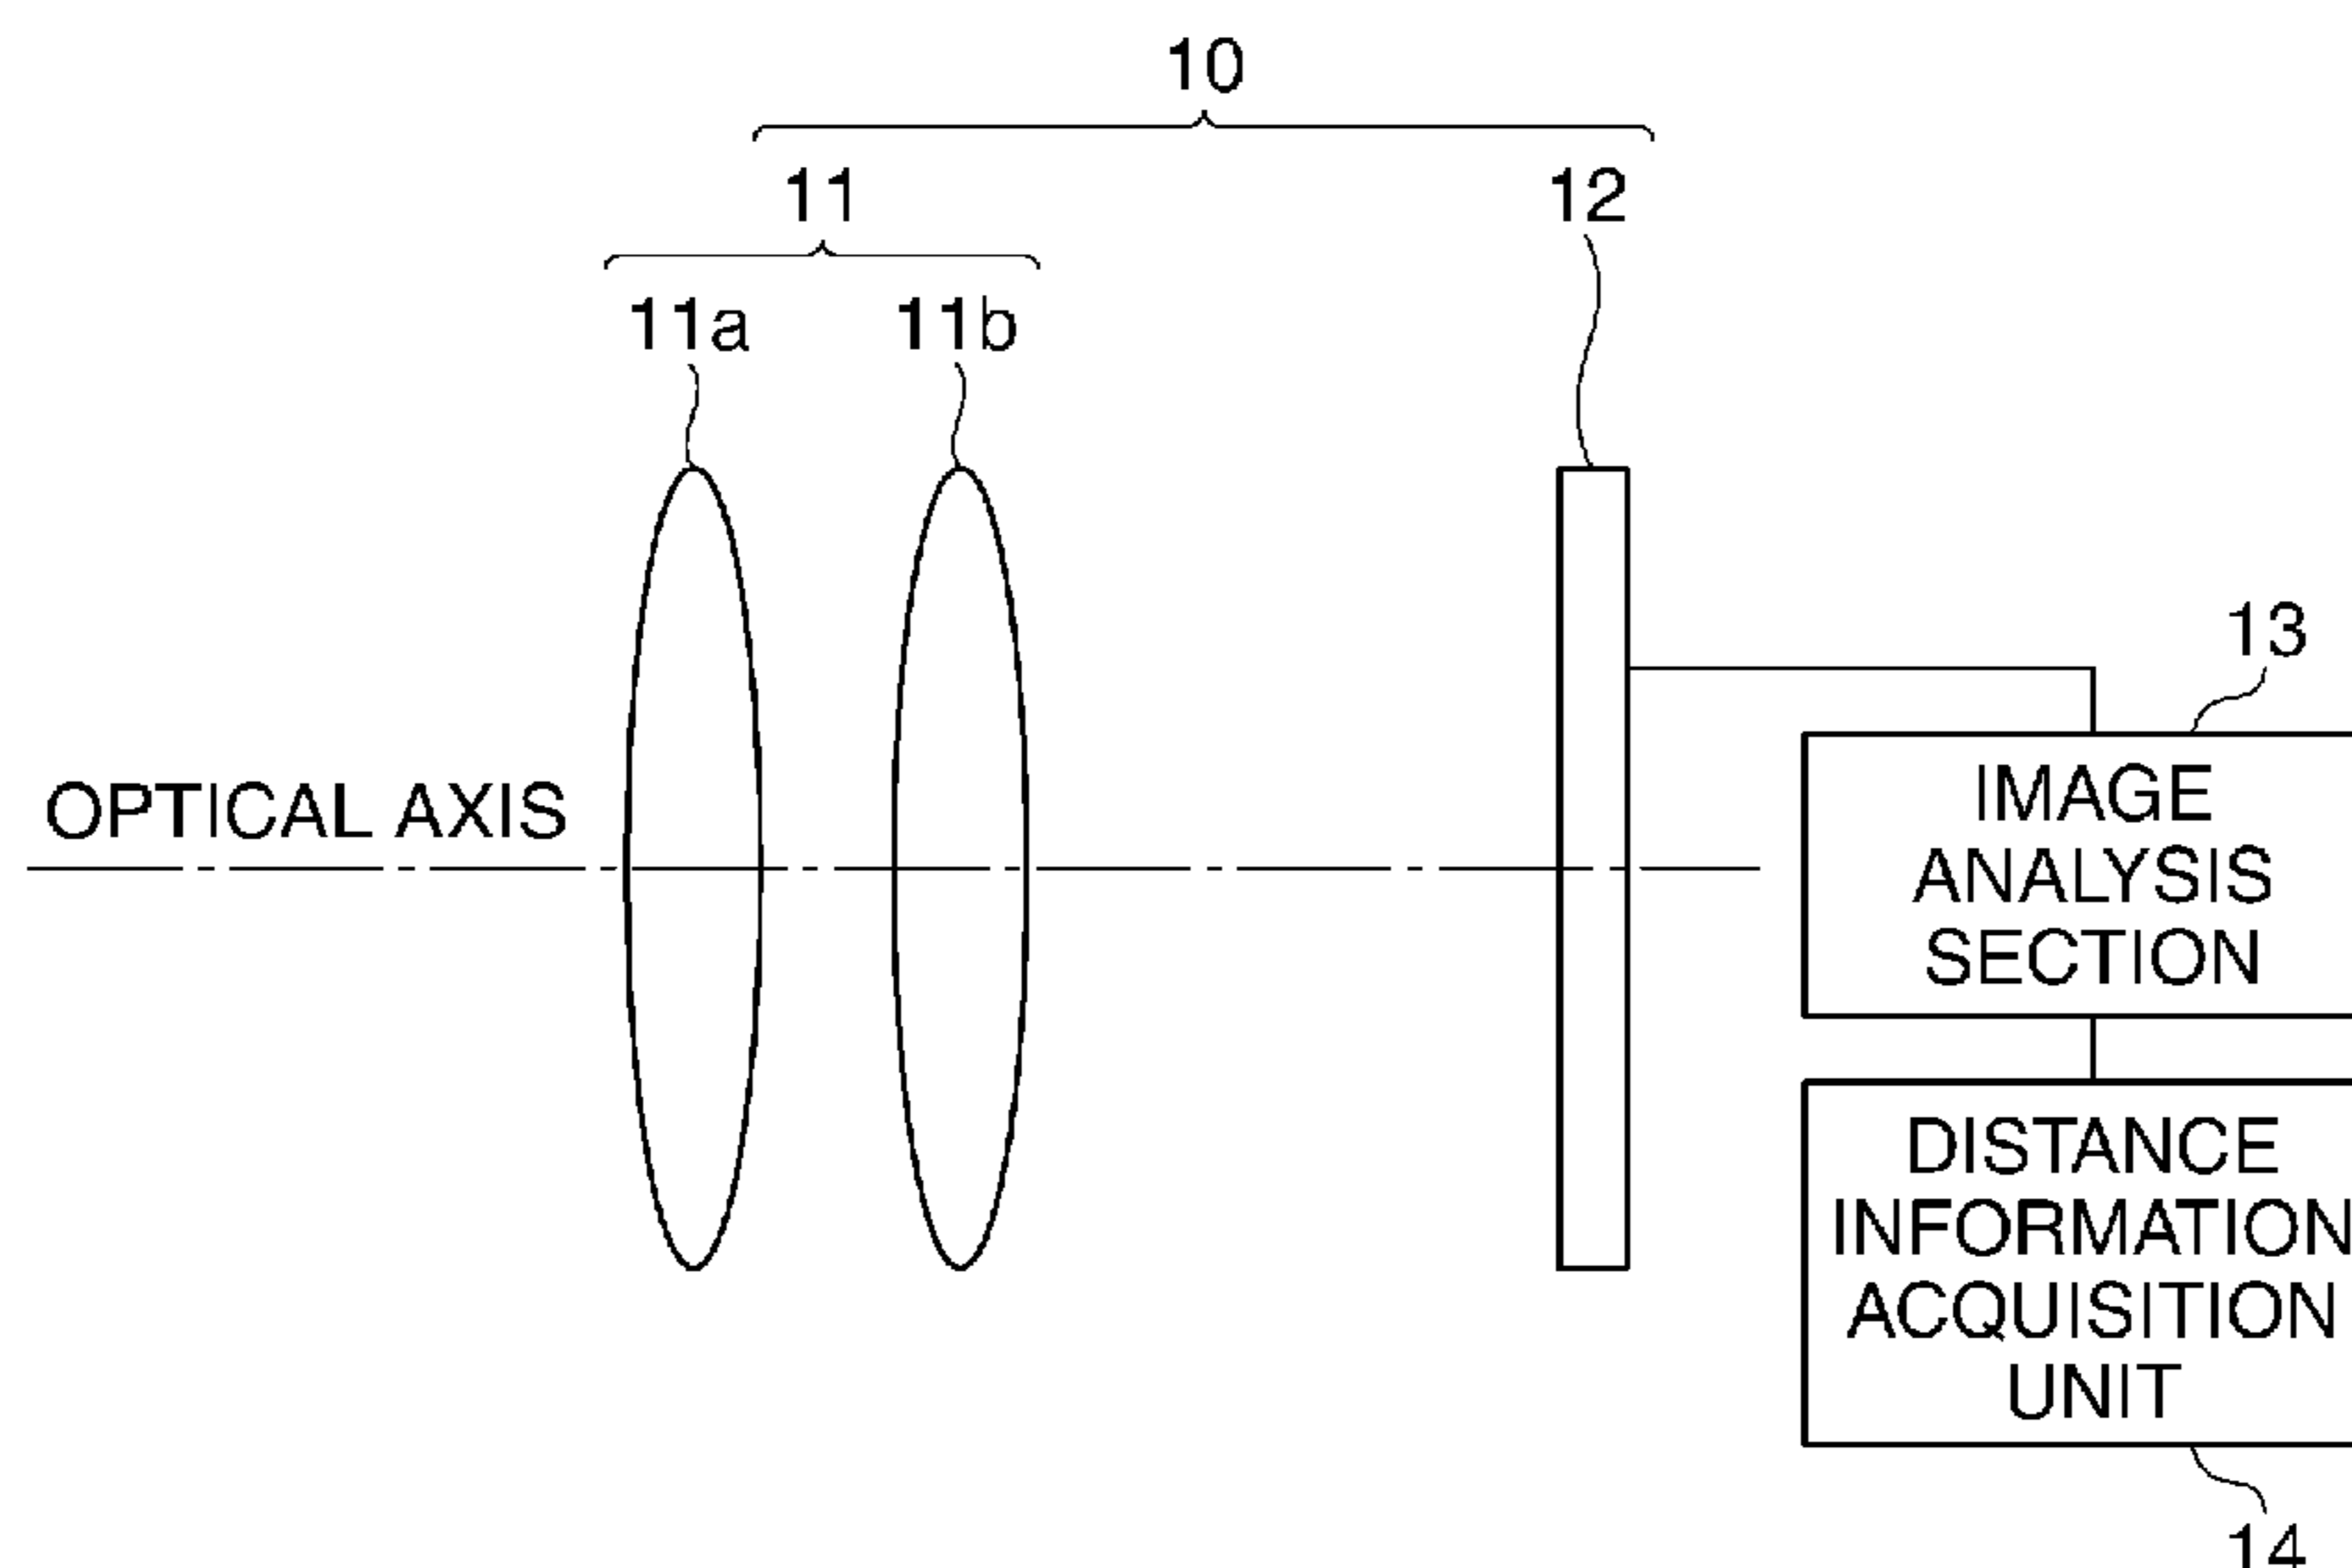 10
11
12
11a
11b
13
OPTICAL AXIS
IMAGE
ANALYSIS
SECTION
DISTANCE
INFORMATION
ACQUISITION
UNIT
14